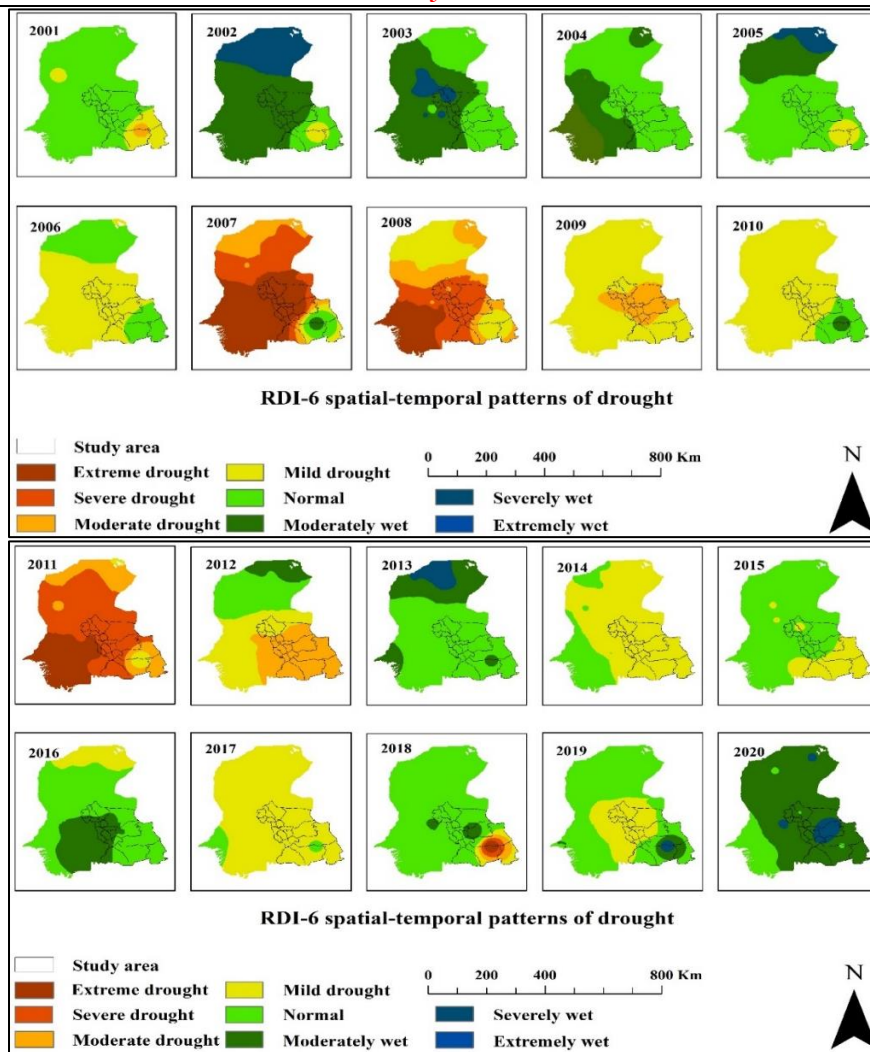 2001 2002 2003 2004 2005
2006 2007 2008 2009 2010
RDI-6 spatial-temporal patterns of drought
Study area
Extreme drought Mild drought 0 200 400 800 Km N
Severe drought Normal Severely wet
Moderate drought Moderately wet Extremely wet
2011 2012 2013 2014 2015
2016 2017 2018 2019 2020
RDI-6 spatial-temporal patterns of drought
Study area
Extreme drought Mild drought 0 200 400 800 Km N
Severe drought Normal Severely wet
Moderate drought Moderately wet Extremely wet